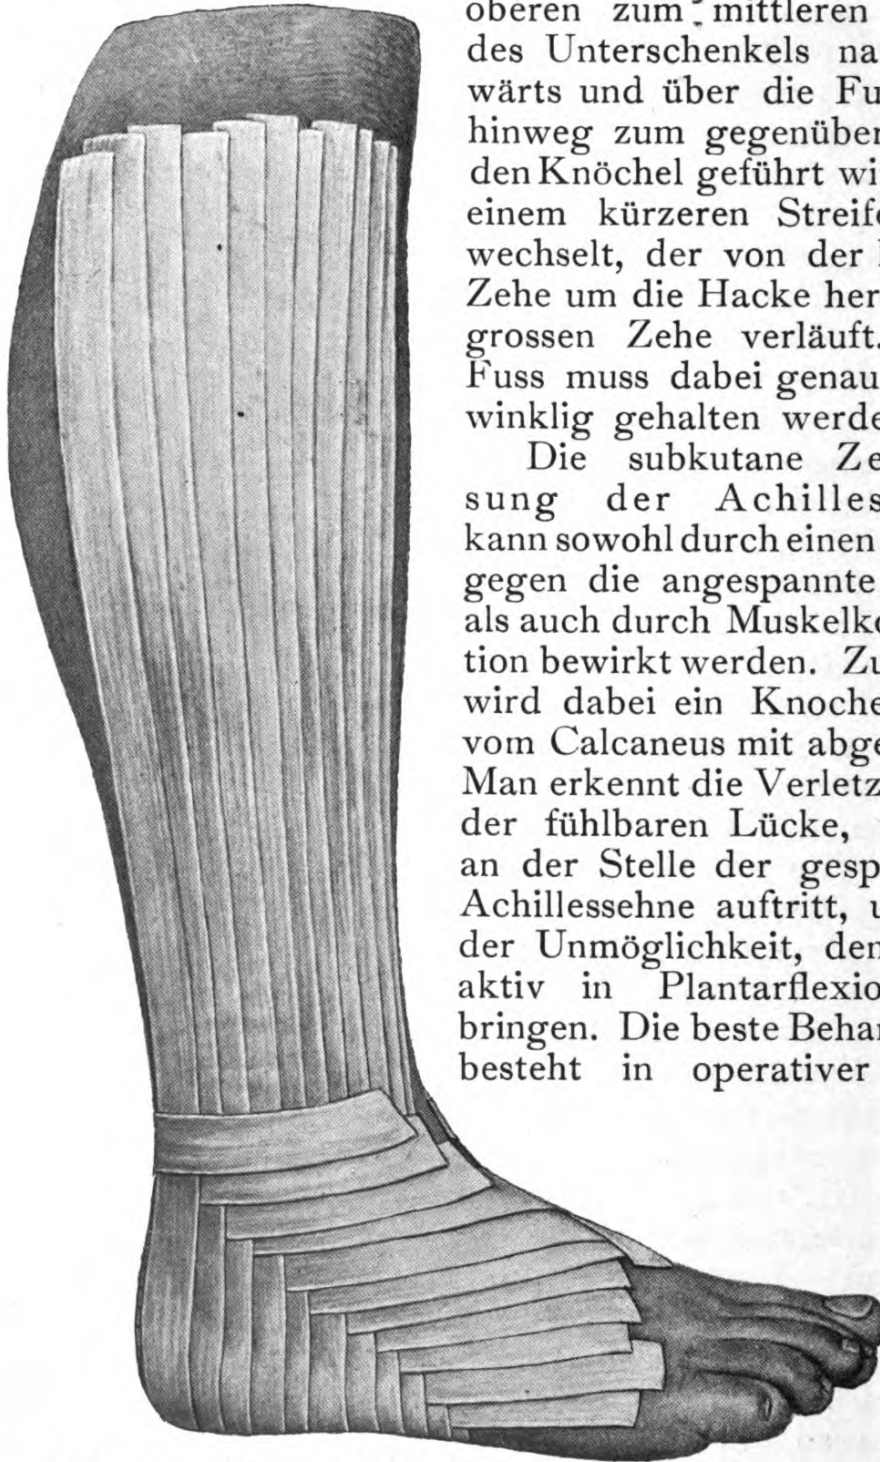 oberen zum mittleren
des Unterschenkels na
wärts und über die Fu
hinweg zum gegenüber
den Knöchel geführt wi
einem kürzeren Streife
wechselt, der von der
Zehe um die Hacke her
grossen Zehe verläuft.
Fuss muss dabei genau
winklig gehalten werde
Die subkutane Ze
sung der Achilles
kann sowohl durch einen
gegen die angespannte
als auch durch Muskelko
tion bewirkt werden. Zu
wird dabei ein Knoche
vom Calcaneus mit abge
Man erkennt die Verletz
der fühlbaren Lücke,
an der Stelle der gesp
Achillessehne auftritt, u
der Unmöglichkeit, den
aktiv in Plantarflexio
bringen. Die beste Behan
besteht in operativer